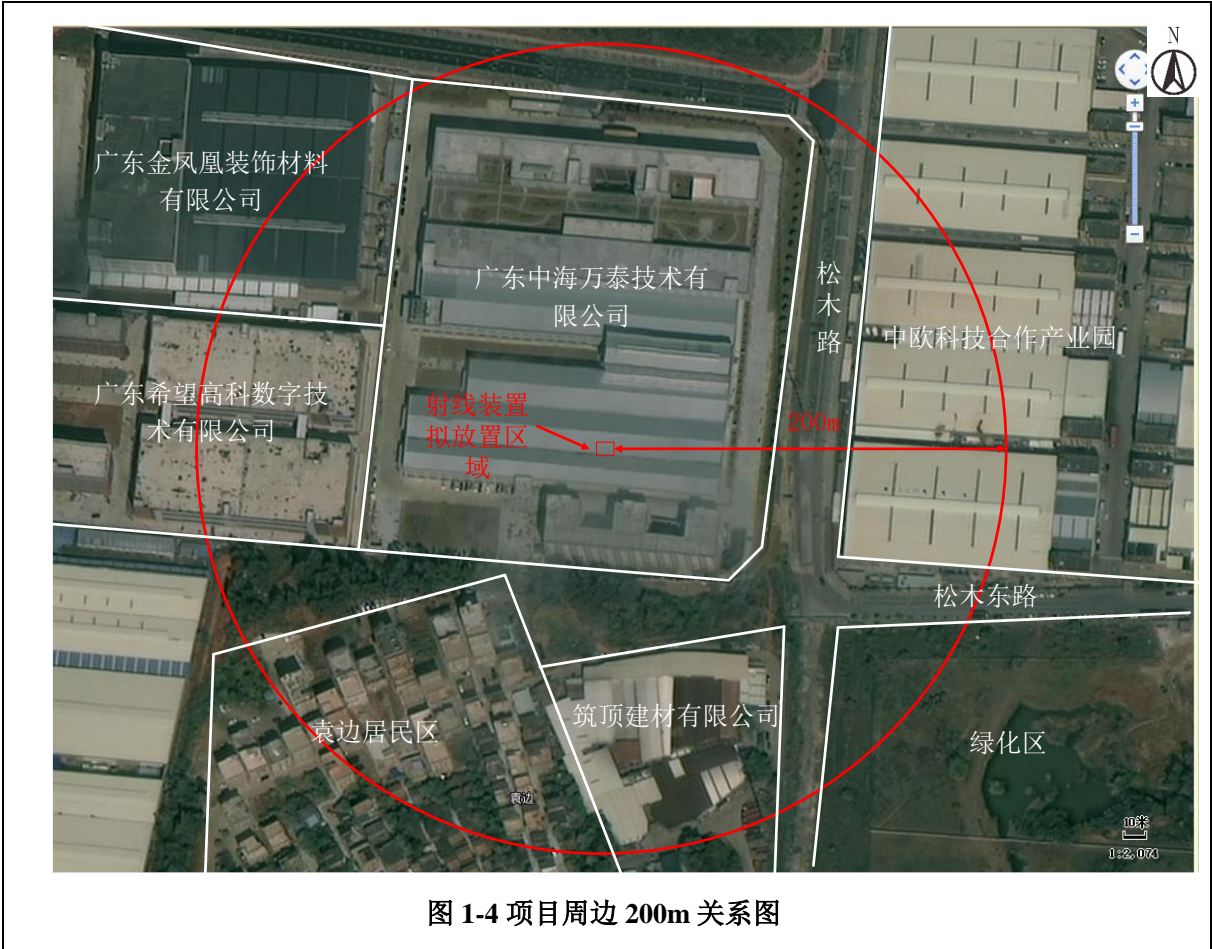 N
广东金凤凰装饰材料
有限公司
广东中海万泰技术有
限公司
松
木
路
中欧科技合作产业园
广东希望高科数字技
术有限公司
射线装置
拟放置区
域
200m
松木东路
袁边居民区
筑顶建材有限公司
绿化区
袁边
10米
1:2,074
图 1-4 项目周边 200m 关系图